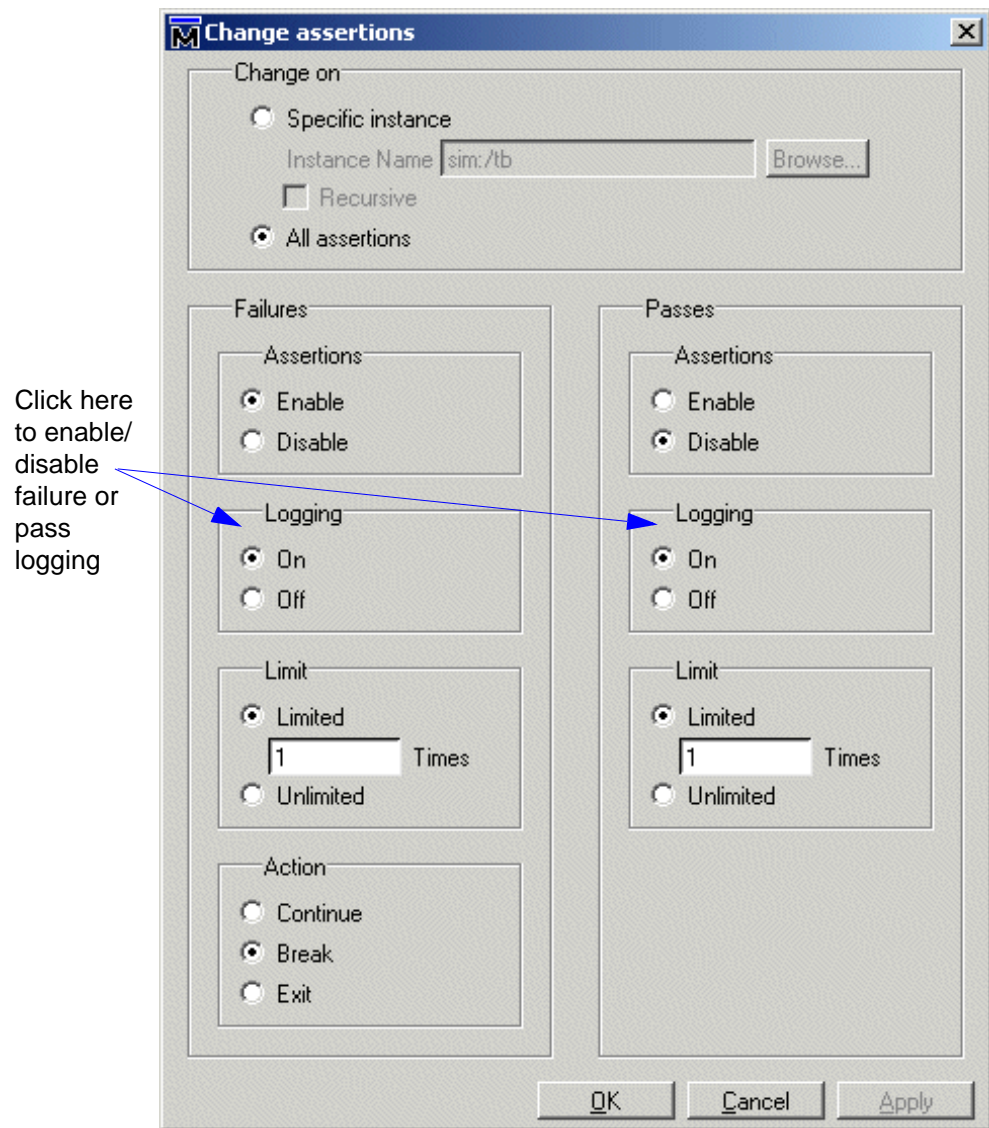 Change assertions
Change on
Specific instance
Instance Name sim:/tb Browse...
Recursive
All assertions
Failures
Assertions
Enable
Disable
Logging
On
Off
Limit
Limited
1 Times
Unlimited
Action
Continue
Break
Exit
Passes
Assertions
Enable
Disable
Logging
On
Off
Limit
Limited
1 Times
Unlimited
Click here
to enable/
disable
failure or
pass
logging
OK Cancel Apply